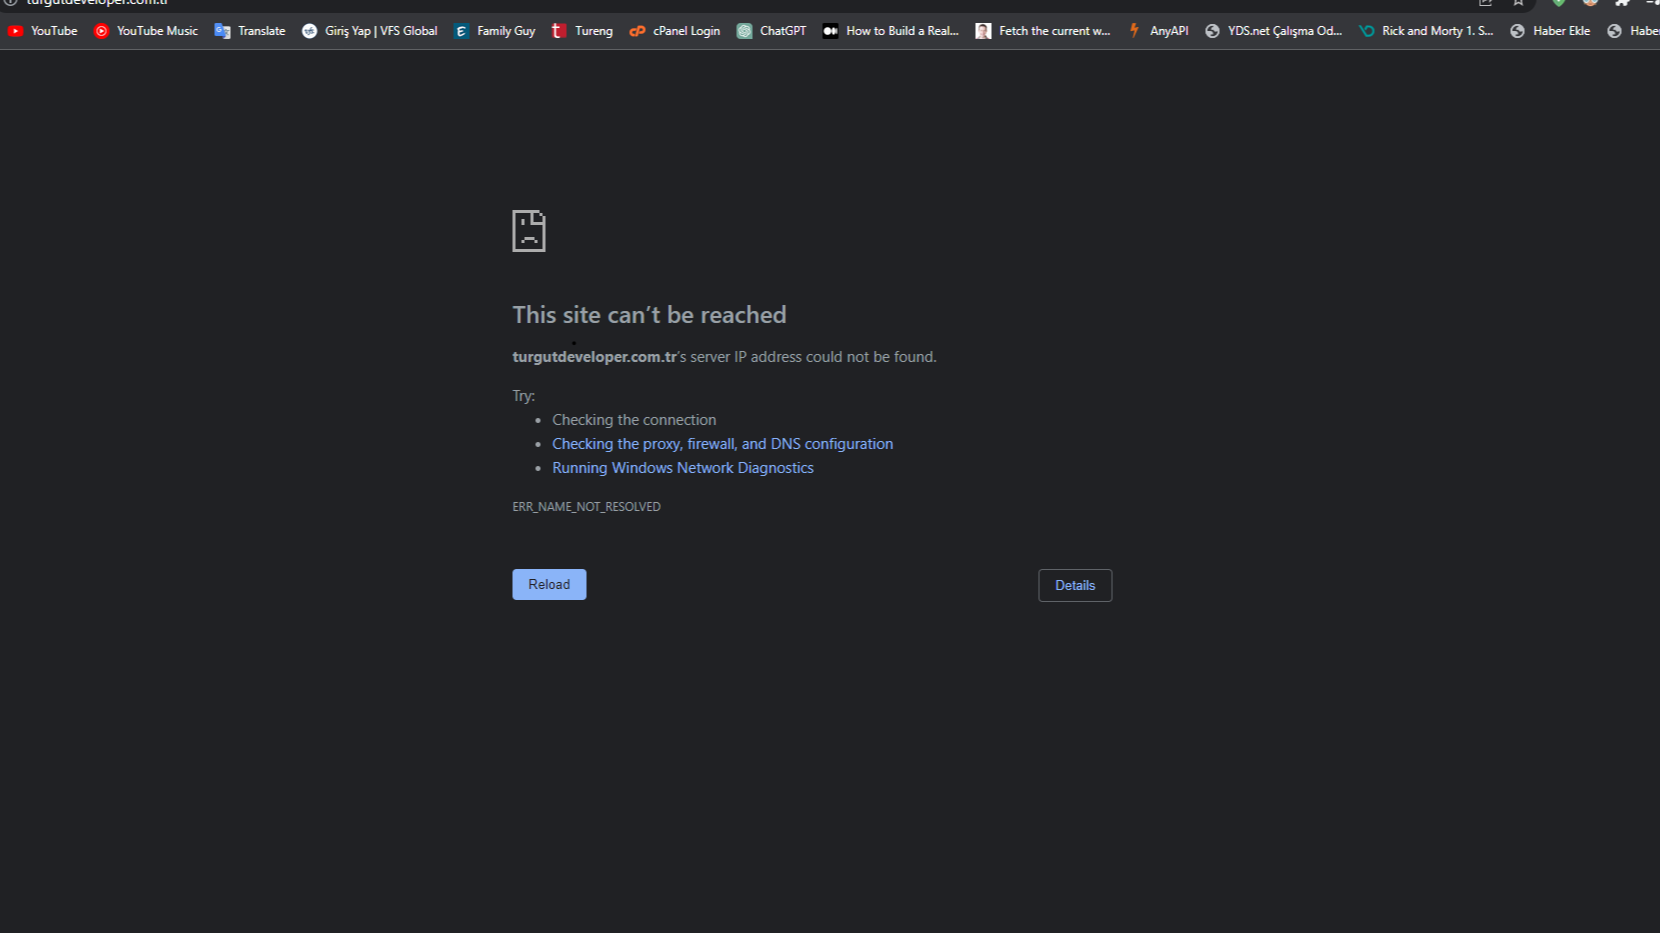 turgutdeveloper.com.tr
YouTube YouTube Music Translate Giriş Yap | VFS Global Family Guy Tureng cPanel Login ChatGPT How to Build a Real... Fetch the current w... AnyAPI YDS.net Çalışma Od... Rick and Morty 1. S... Haber Ekle Haber
This site can’t be reached
turgutdeveloper.com.tr’s server IP address could not be found.
Try:
• Checking the connection
• Checking the proxy, firewall, and DNS configuration
• Running Windows Network Diagnostics
ERR_NAME_NOT_RESOLVED
Reload Details